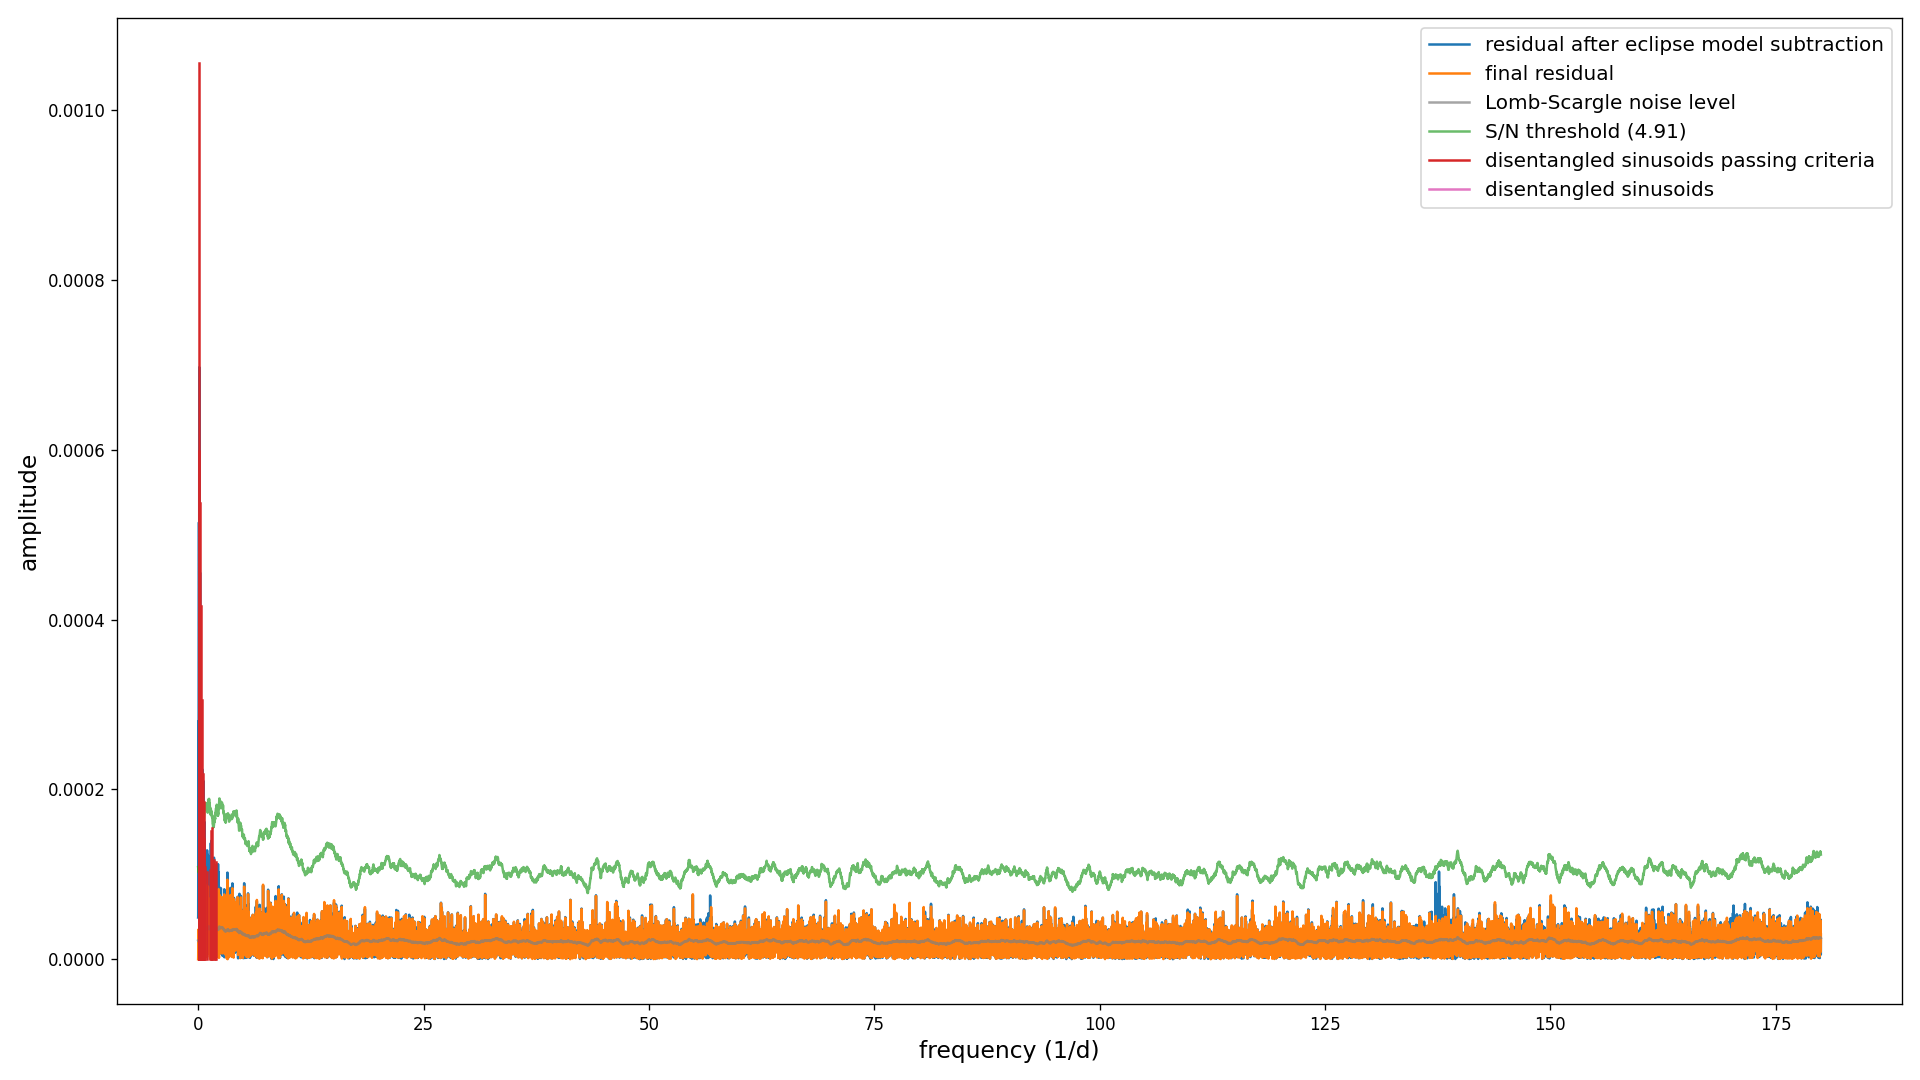 residual after eclipse model subtraction
final residual
Lomb-Scargle noise level
S/N threshold (4.91)
disentangled sinusoids passing criteria
disentangled sinusoids
0.0010
0.0008
0.0006
0.0004
0.0002
0.0000
amplitude
0 25 50 75 100 125 150 175
frequency (1/d)